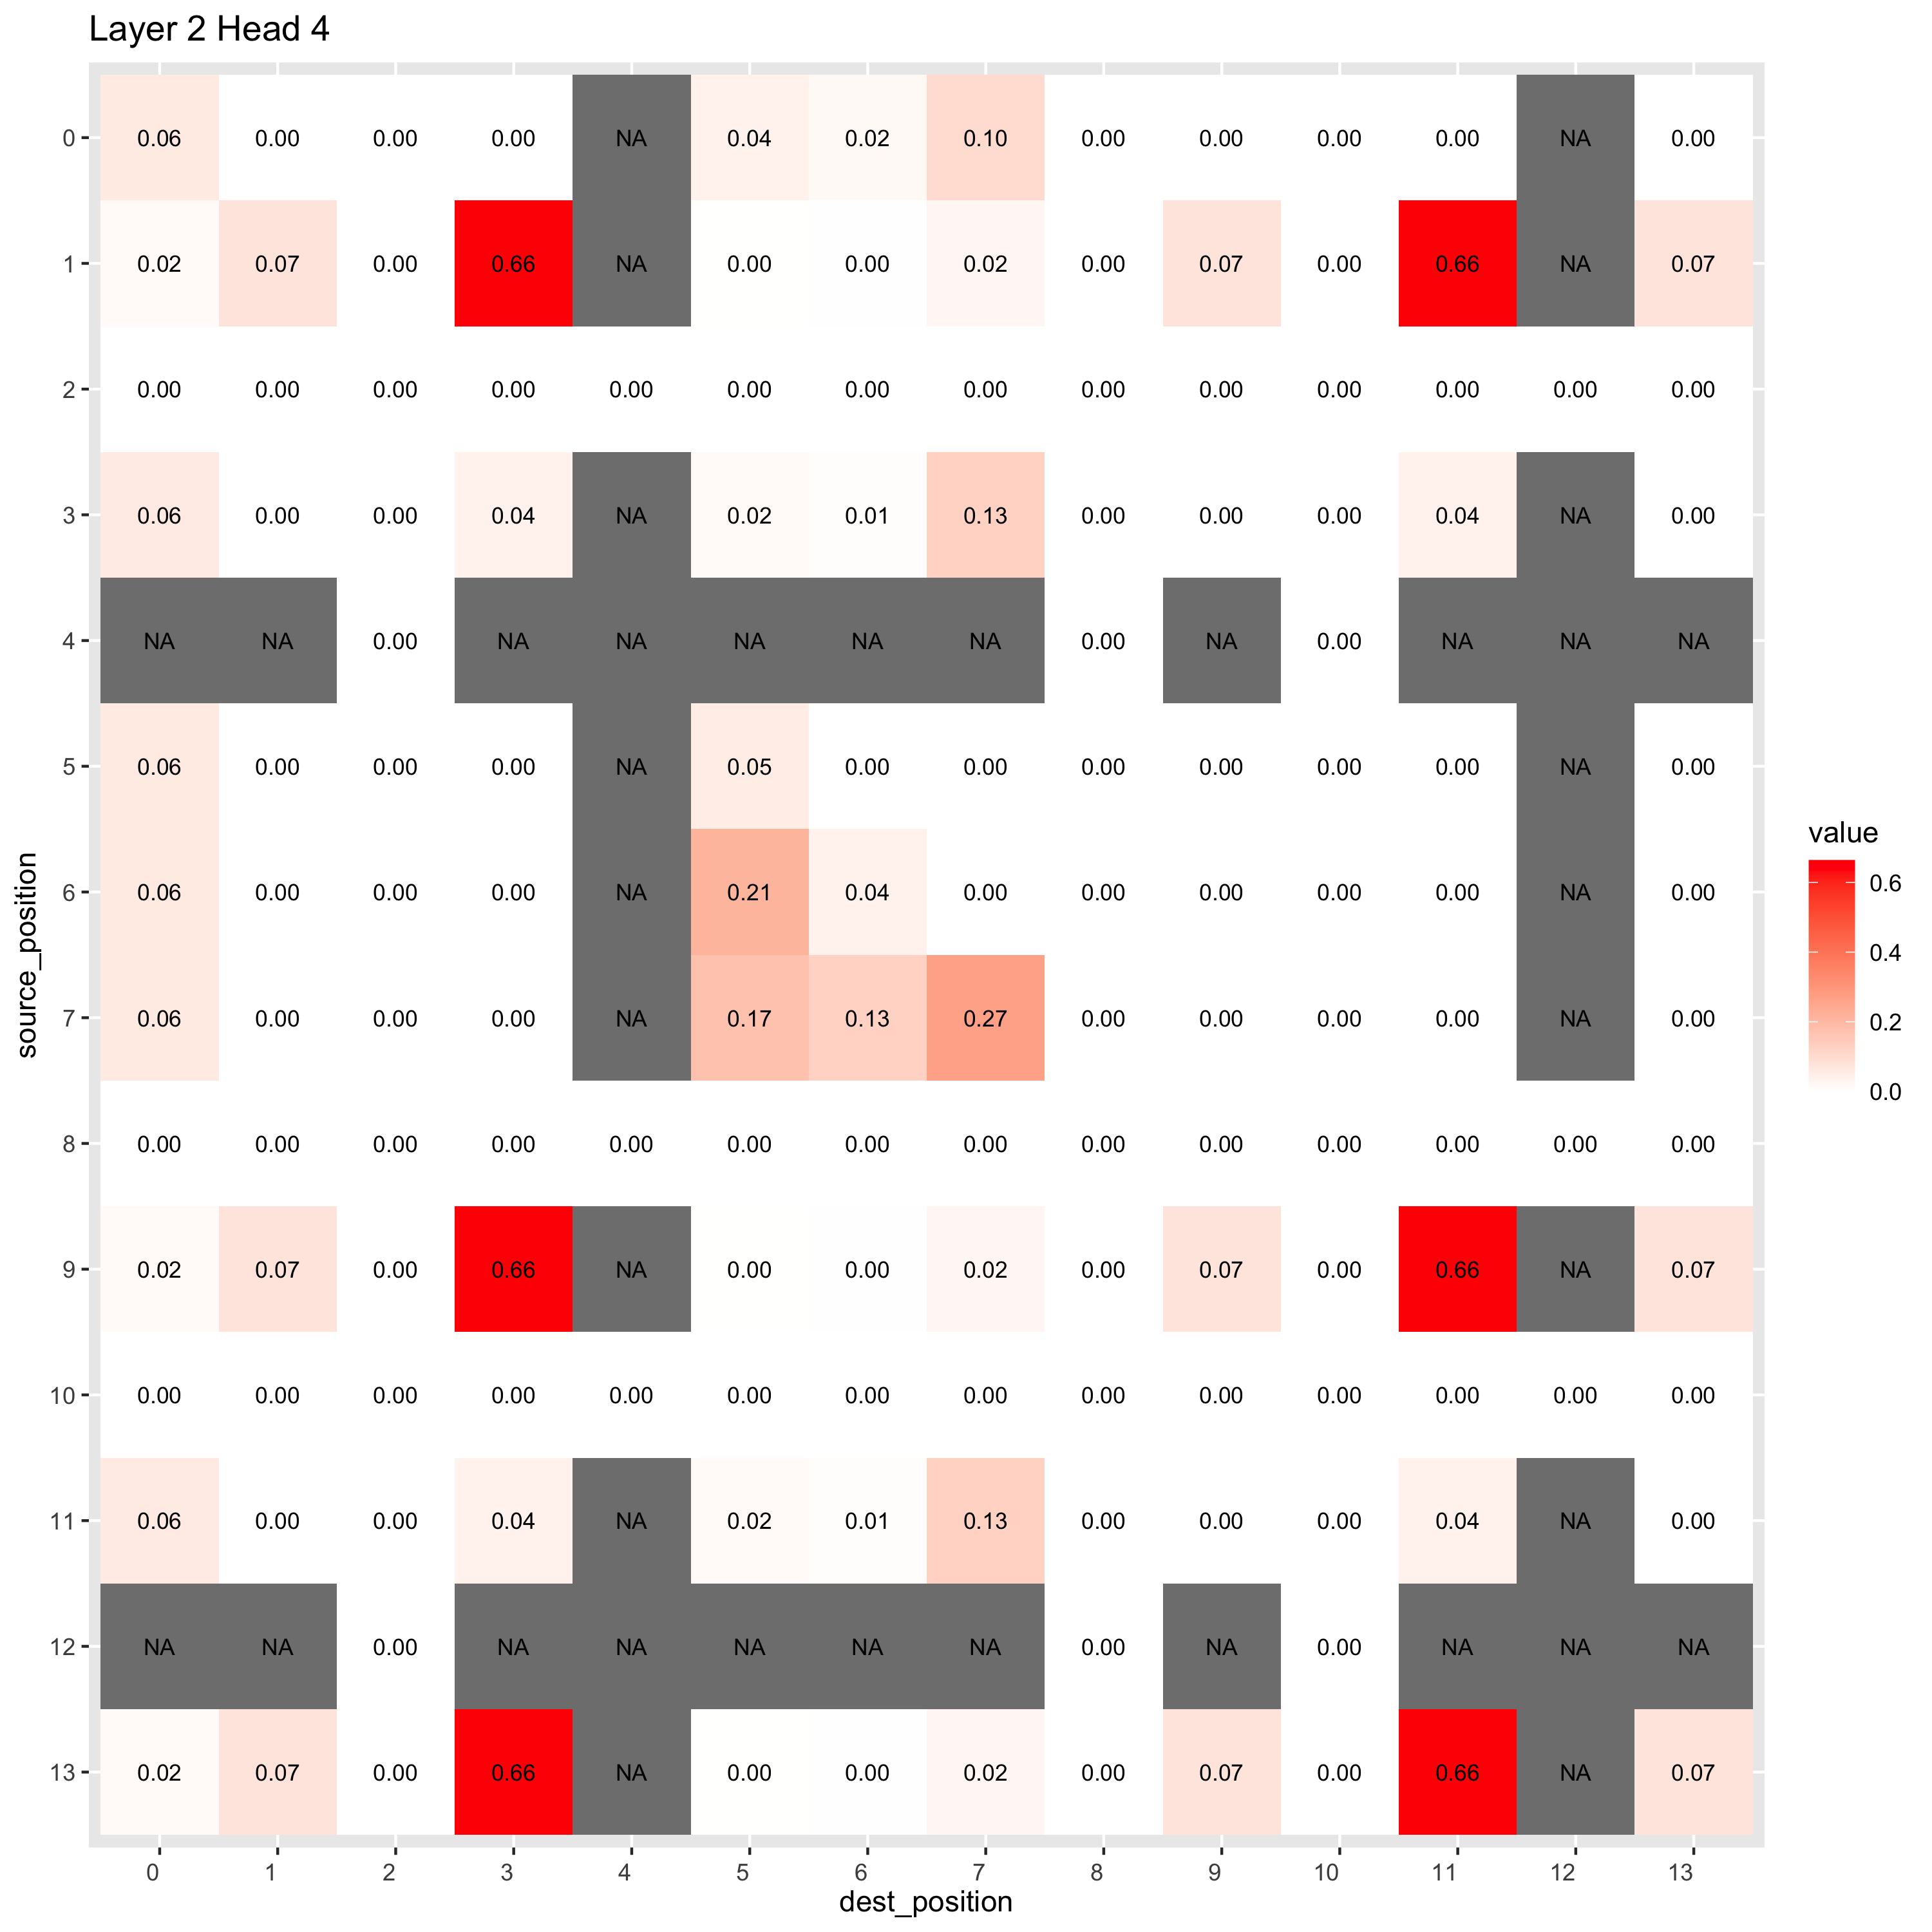 Layer 2 Head 4
0 0.06 0.00 0.00 0.00 NA 0.04 0.02 0.10 0.00 0.00 0.00 0.00 NA 0.00
1 0.02 0.07 0.00 0.66 NA 0.00 0.00 0.02 0.00 0.07 0.00 0.66 NA 0.07
2 0.00 0.00 0.00 0.00 0.00 0.00 0.00 0.00 0.00 0.00 0.00 0.00 0.00 0.00
3 0.06 0.00 0.00 0.04 NA 0.02 0.01 0.13 0.00 0.00 0.00 0.04 NA 0.00
4 NA NA 0.00 NA NA NA NA NA 0.00 NA 0.00 NA NA NA
5 0.06 0.00 0.00 0.00 NA 0.05 0.00 0.00 0.00 0.00 0.00 0.00 NA 0.00
6 0.06 0.00 0.00 0.00 NA 0.21 0.04 0.00 0.00 0.00 0.00 0.00 NA 0.00
7 0.06 0.00 0.00 0.00 NA 0.17 0.13 0.27 0.00 0.00 0.00 0.00 NA 0.00
8 0.00 0.00 0.00 0.00 0.00 0.00 0.00 0.00 0.00 0.00 0.00 0.00 0.00 0.00
9 0.02 0.07 0.00 0.66 NA 0.00 0.00 0.02 0.00 0.07 0.00 0.66 NA 0.07
10 0.00 0.00 0.00 0.00 0.00 0.00 0.00 0.00 0.00 0.00 0.00 0.00 0.00 0.00
11 0.06 0.00 0.00 0.04 NA 0.02 0.01 0.13 0.00 0.00 0.00 0.04 NA 0.00
12 NA NA 0.00 NA NA NA NA NA 0.00 NA 0.00 NA NA NA
13 0.02 0.07 0.00 0.66 NA 0.00 0.00 0.02 0.00 0.07 0.00 0.66 NA 0.07
0 1 2 3 4 5 6 7 8 9 10 11 12 13
dest_position
source_position
value
0.6
0.4
0.2
0.0